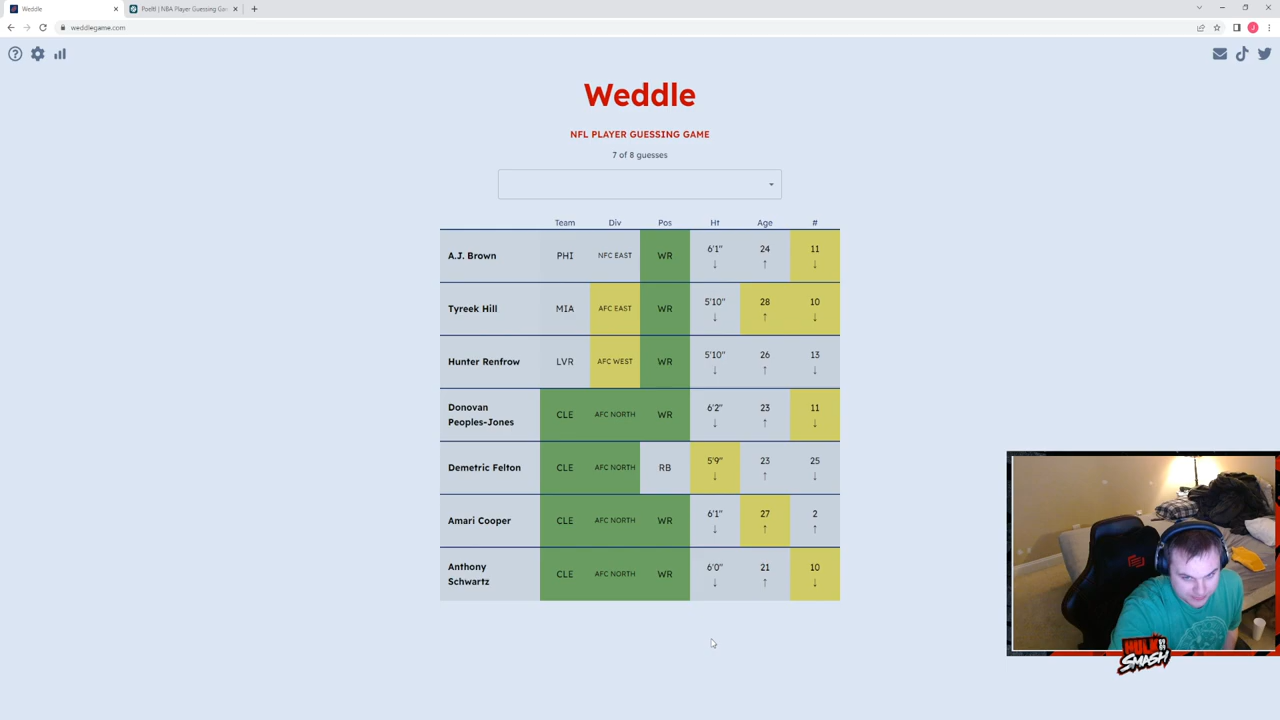 Weddle
Poeltl | NBA Player Guessing Ga
weddlegame.com
J
Weddle
NFL PLAYER GUESSING GAME
7 of 8 guesses
Team Div Pos Ht Age #
A.J. Brown PHI NFC EAST WR 6'1" ↓ 24 ↑ 11 ↓
Tyreek Hill MIA AFC EAST WR 5'10" ↓ 28 ↑ 10 ↓
Hunter Renfrow LVR AFC WEST WR 5'10" ↓ 26 ↑ 13 ↓
Donovan Peoples-Jones CLE AFC NORTH WR 6'2" ↓ 23 ↑ 11 ↓
Demetric Felton CLE AFC NORTH RB 5'9" ↓ 23 ↑ 25 ↓
Amari Cooper CLE AFC NORTH WR 6'1" ↓ 27 ↑ 2 ↑
Anthony Schwartz CLE AFC NORTH WR 6'0" ↓ 21 ↑ 10 ↓
HULK
SMASH